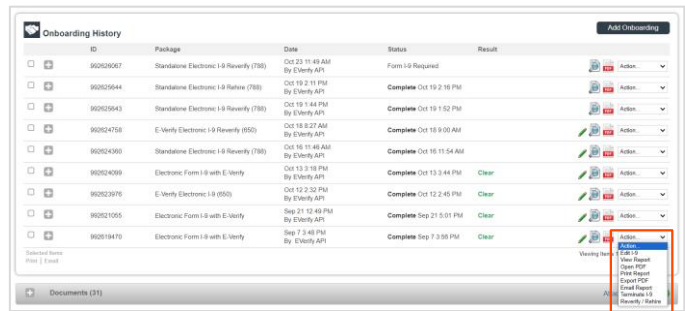 Onboarding History
Add Onboarding
ID Package Date Status Result
992626067 Standalone Electronic I-9 Reverify (788) Oct 23 11:49 AM By EVerify API Form I-9 Required Action...
992625644 Standalone Electronic I-9 Rehire (788) Oct 19 2:11 PM By EVerify API Complete Oct 19 2:16 PM Action...
992625643 Standalone Electronic I-9 Reverify (788) Oct 19 1:44 PM By EVerify API Complete Oct 19 1:52 PM Action...
992624758 E-Verify Electronic I-9 Reverify (650) Oct 18 8:27 AM By EVerify API Complete Oct 18 9:00 AM Action...
992624360 Standalone Electronic I-9 Reverify (788) Oct 16 11:46 AM By EVerify API Complete Oct 16 11:54 AM Action...
992624099 Electronic Form I-9 with E-Verify Oct 13 3:18 PM By EVerify API Complete Oct 13 3:44 PM Clear Action...
992623976 E-Verify Electronic I-9 (650) Oct 12 2:32 PM By EVerify API Complete Oct 12 2:45 PM Clear Action...
992621055 Electronic Form I-9 with E-Verify Sep 21 12:49 PM By EVerify API Complete Sep 21 5:01 PM Clear Action...
992619470 Electronic Form I-9 with E-Verify Sep 7 3:48 PM By EVerify API Complete Sep 7 3:56 PM Clear Action...
Action...
Selected Items
Edit I-9
Print | Email
Viewing Items
View Report
Open PDF
Print Report
Export PDF
Email Report
Terminate I-9
Reverify / Rehire
Documents (31)